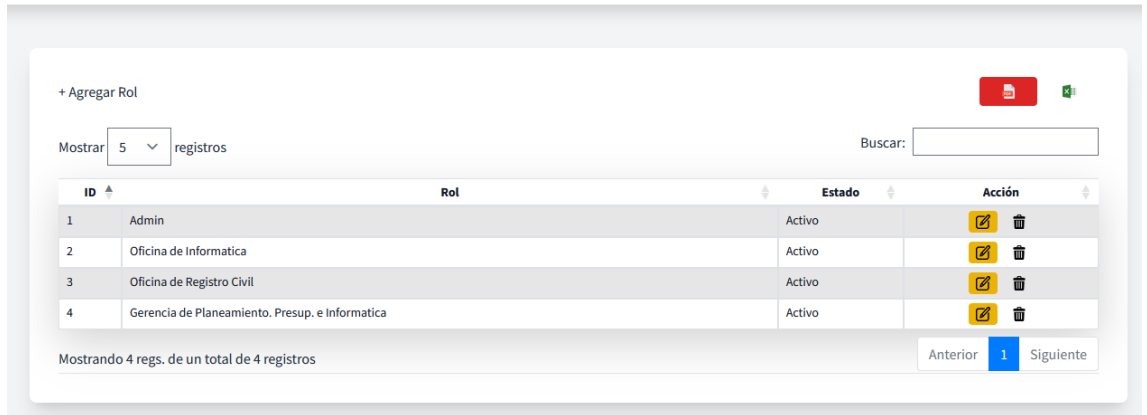 + Agregar Rol
Mostrar 5 registros Buscar:
ID Rol Estado Acción
1 Admin Activo
2 Oficina de Informatica Activo
3 Oficina de Registro Civil Activo
4 Gerencia de Planeamiento. Presup. e Informatica Activo
Mostrando 4 regs. de un total de 4 registros Anterior 1 Siguiente